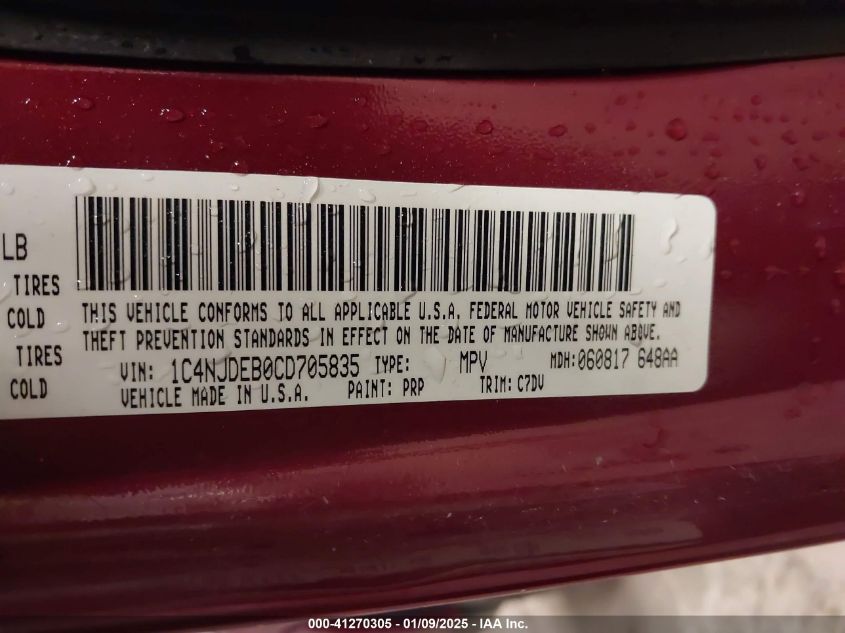 LB
TIRES
COLD
TIRES
COLD
THIS VEHICLE CONFORMS TO ALL APPLICABLE U.S.A. FEDERAL MOTOR VEHICLE SAFETY AND
THEFT PREVENTION STANDARDS IN EFFECT ON THE DATE OF MANUFACTURE SHOWN ABOVE.
VIN: 1C4NJDEB0CD705835 TYPE: MPV MDH:060817 648AA
VEHICLE MADE IN U.S.A. PAINT: PRP TRIM: C7DV
000-41270305 - 01/09/2025 - IAA Inc.